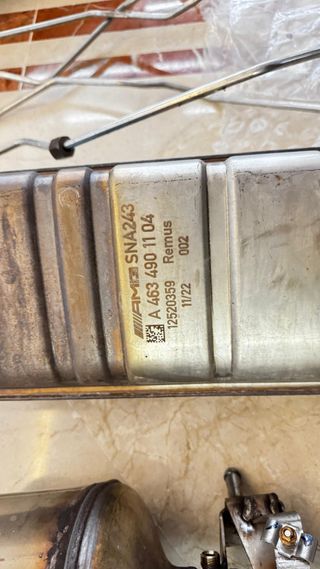 AMG SNA243
A 463 490 11 04
12520359 Remus
11/22 002